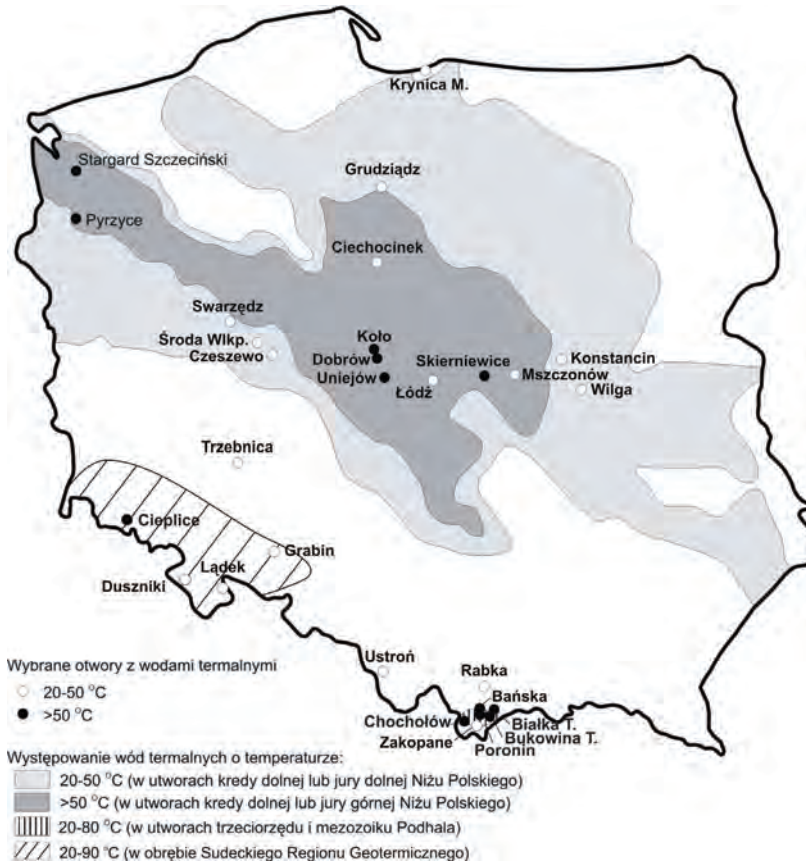 Krynica M.
Stargard Szczeciński
Grudziądz
Pyrzyce
Ciechocinek
Swarzędz
Środa Wlkp.
Czeszewo
Koło
Dobrów
Uniejów
Łódź
Skierniewice
Konstancin
Mszczonów
Wilga
Trzebnica
Cieplice
Grabin
Lądek
Duszniki
Ustroń
Rabka
Bańska
Chochołów
Zakopane
Białka T.
Bukowina T.
Poronin
Wybrane otwory z wodami termalnymi
20-50 °C
>50 °C
Występowanie wód termalnych o temperaturze:
20-50 °C (w utworach kredy dolnej lub jury dolnej Niżu Polskiego)
>50 °C (w utworach kredy dolnej lub jury górnej Niżu Polskiego)
20-80 °C (w utworach trzeciorzędu i mezozoiku Podhala)
20-90 °C (w obrębie Sudeckiego Regionu Geotermicznego)